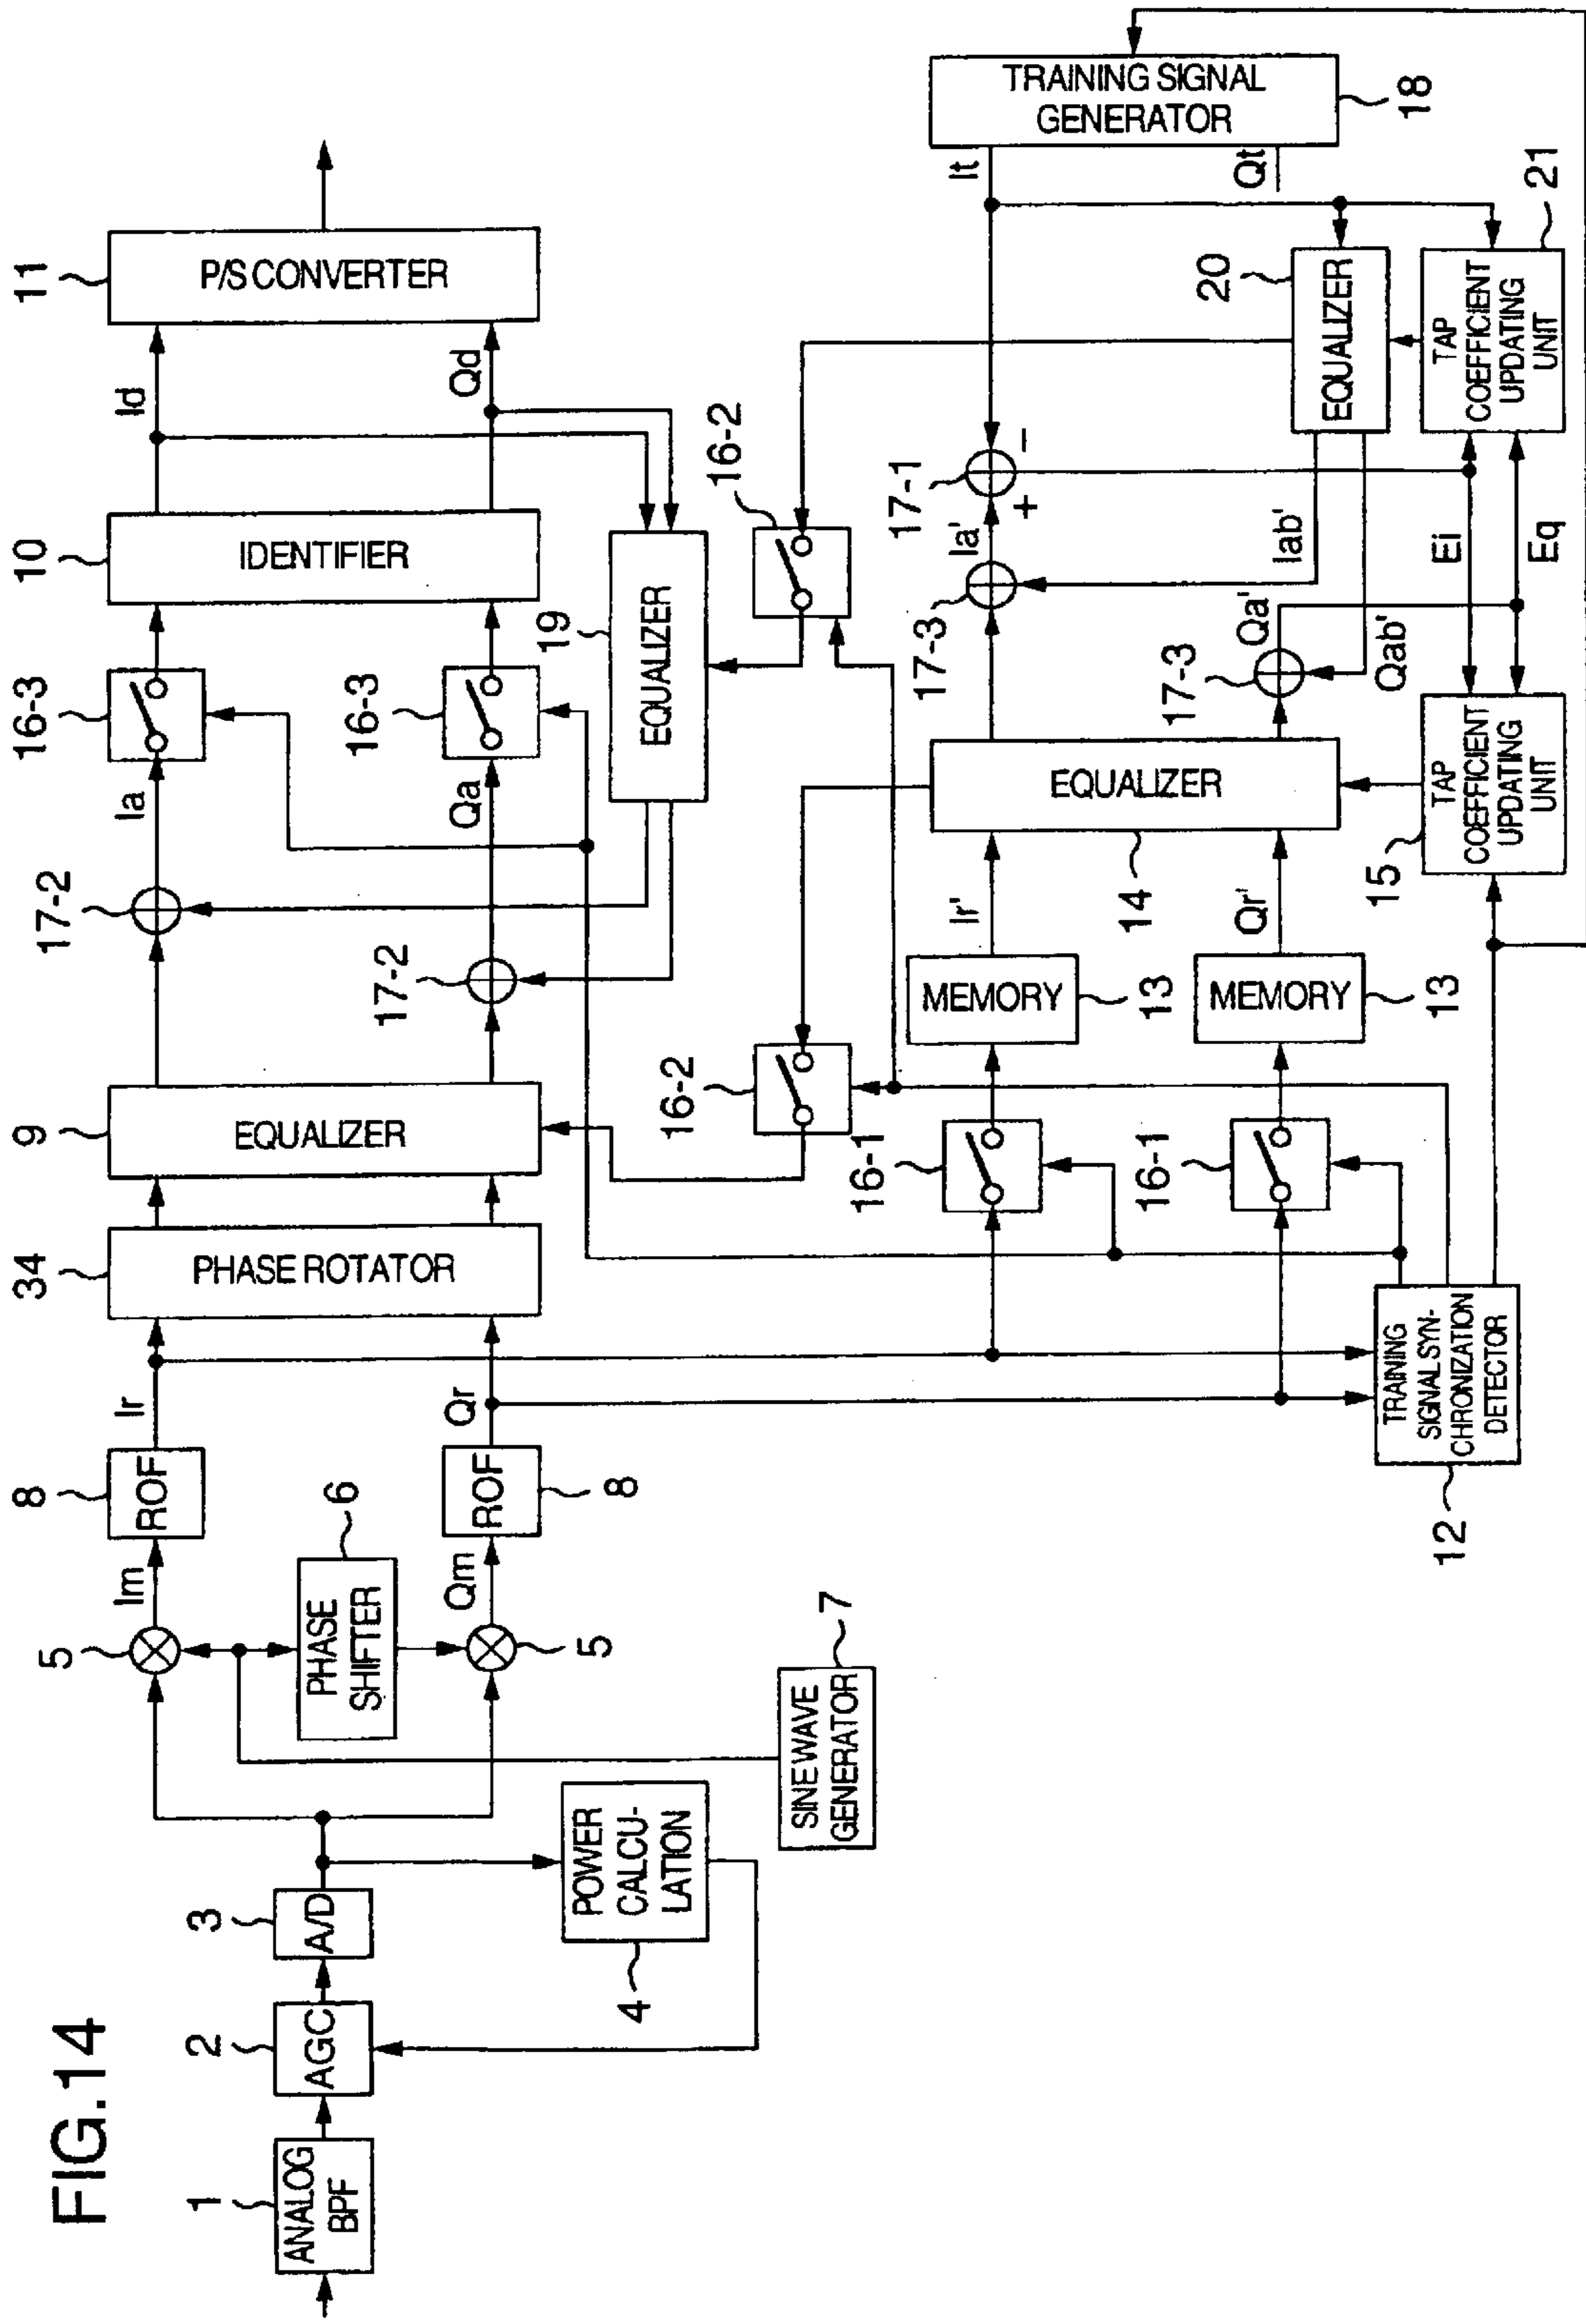 FIG.14
1
ANALOG
BPF
2
AGC
3
A/D
4
POWER
CALCU-
LATION
5
Im
6
PHASE
SHIFTER
5
Qm
7
SINE WAVE
GENERATOR
8
ROF
Ir
8
ROF
Qr
34
PHASE ROTATOR
9
EQUALIZER
17-2
Ia
17-2
Qa
16-3
16-3
10
IDENTIFIER
Id
Qd
11
P/S CONVERTER
19
EQUALIZER
16-2
16-2
12
TRAINING
SIGNAL SYN-
CHRONIZATION
DETECTOR
16-1
16-1
MEMORY
13
MEMORY
13
Ir'
Qr'
14
EQUALIZER
15
TAP
COEFFICIENT
UPDATING
UNIT
17-3
Ia'
17-3
Qa'
Iab'
Qab'
17-1
+
−
Ei
Eq
20
EQUALIZER
21
TAP
COEFFICIENT
UPDATING
UNIT
It
Qt
TRAINING SIGNAL
GENERATOR
18